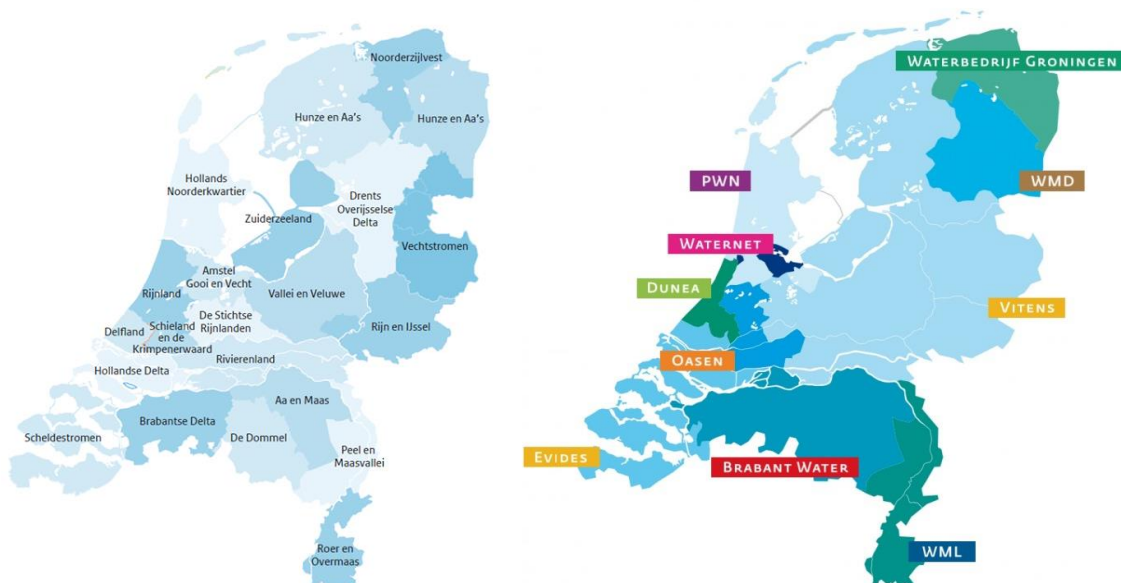 Noorderzijlvest
Hunze en Aa's
Hunze en Aa's
Hollands
Noorderkwartier
Drents
Overijsselse
Delta
Zuiderzeeland
Vechtstromen
Amstel
Gooi en Vecht
Rijnland
Vallei en Veluwe
De Stichtse
Rijnlanden
Delfland
Schieland
en de
Krimpenerwaard
Rijn en IJssel
Rivierenland
Hollandse Delta
Aa en Maas
Brabantse Delta
De Dommel
Scheldestromen
Peel en
Maasvallei
Roer en
Overmaas
WATERBEDRIJF GRONINGEN
PWN
WMD
WATERNET
DUNEA
VITENS
OASEN
EVIDES
BRABANT WATER
WML